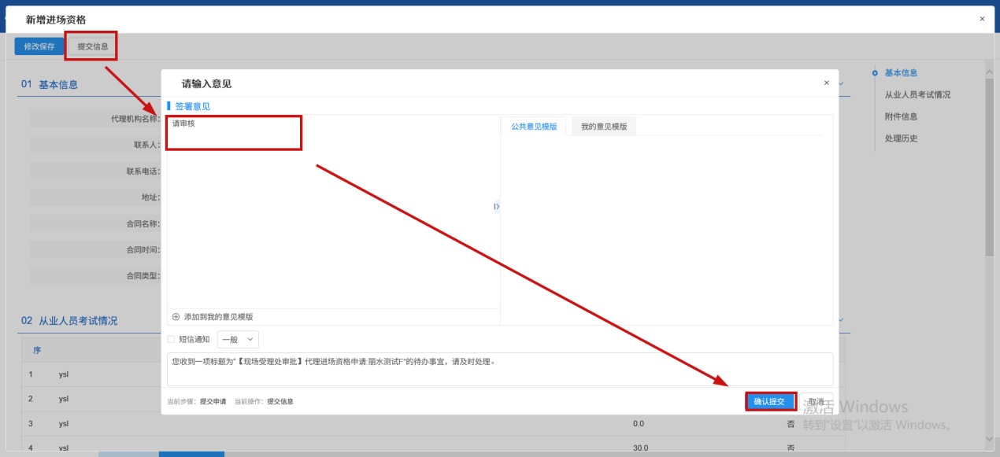 新增进场资格
×
修改保存
提交信息
01 基本信息
代理机构名称:
联系人:
联系电话:
地址:
合同名称:
合同时间:
合同类型:
02 从业人员考试情况
序
1 ysl
2 ysl
3 ysl 0.0 否
4 ysl 30.0 否
请输入意见
×
签署意见
请审核
公共意见模版
我的意见模版
添加到我的意见模版
短信通知
一般
您收到一项标题为“【现场受理处审批】代理进场资格申请:丽水测试F”的待办事宜，请及时处理。
当前步骤: 提交申请 当前操作: 提交信息
确认提交
取消
基本信息
从业人员考试情况
附件信息
处理历史
激活 Windows
转到"设置"以激活 Windows。